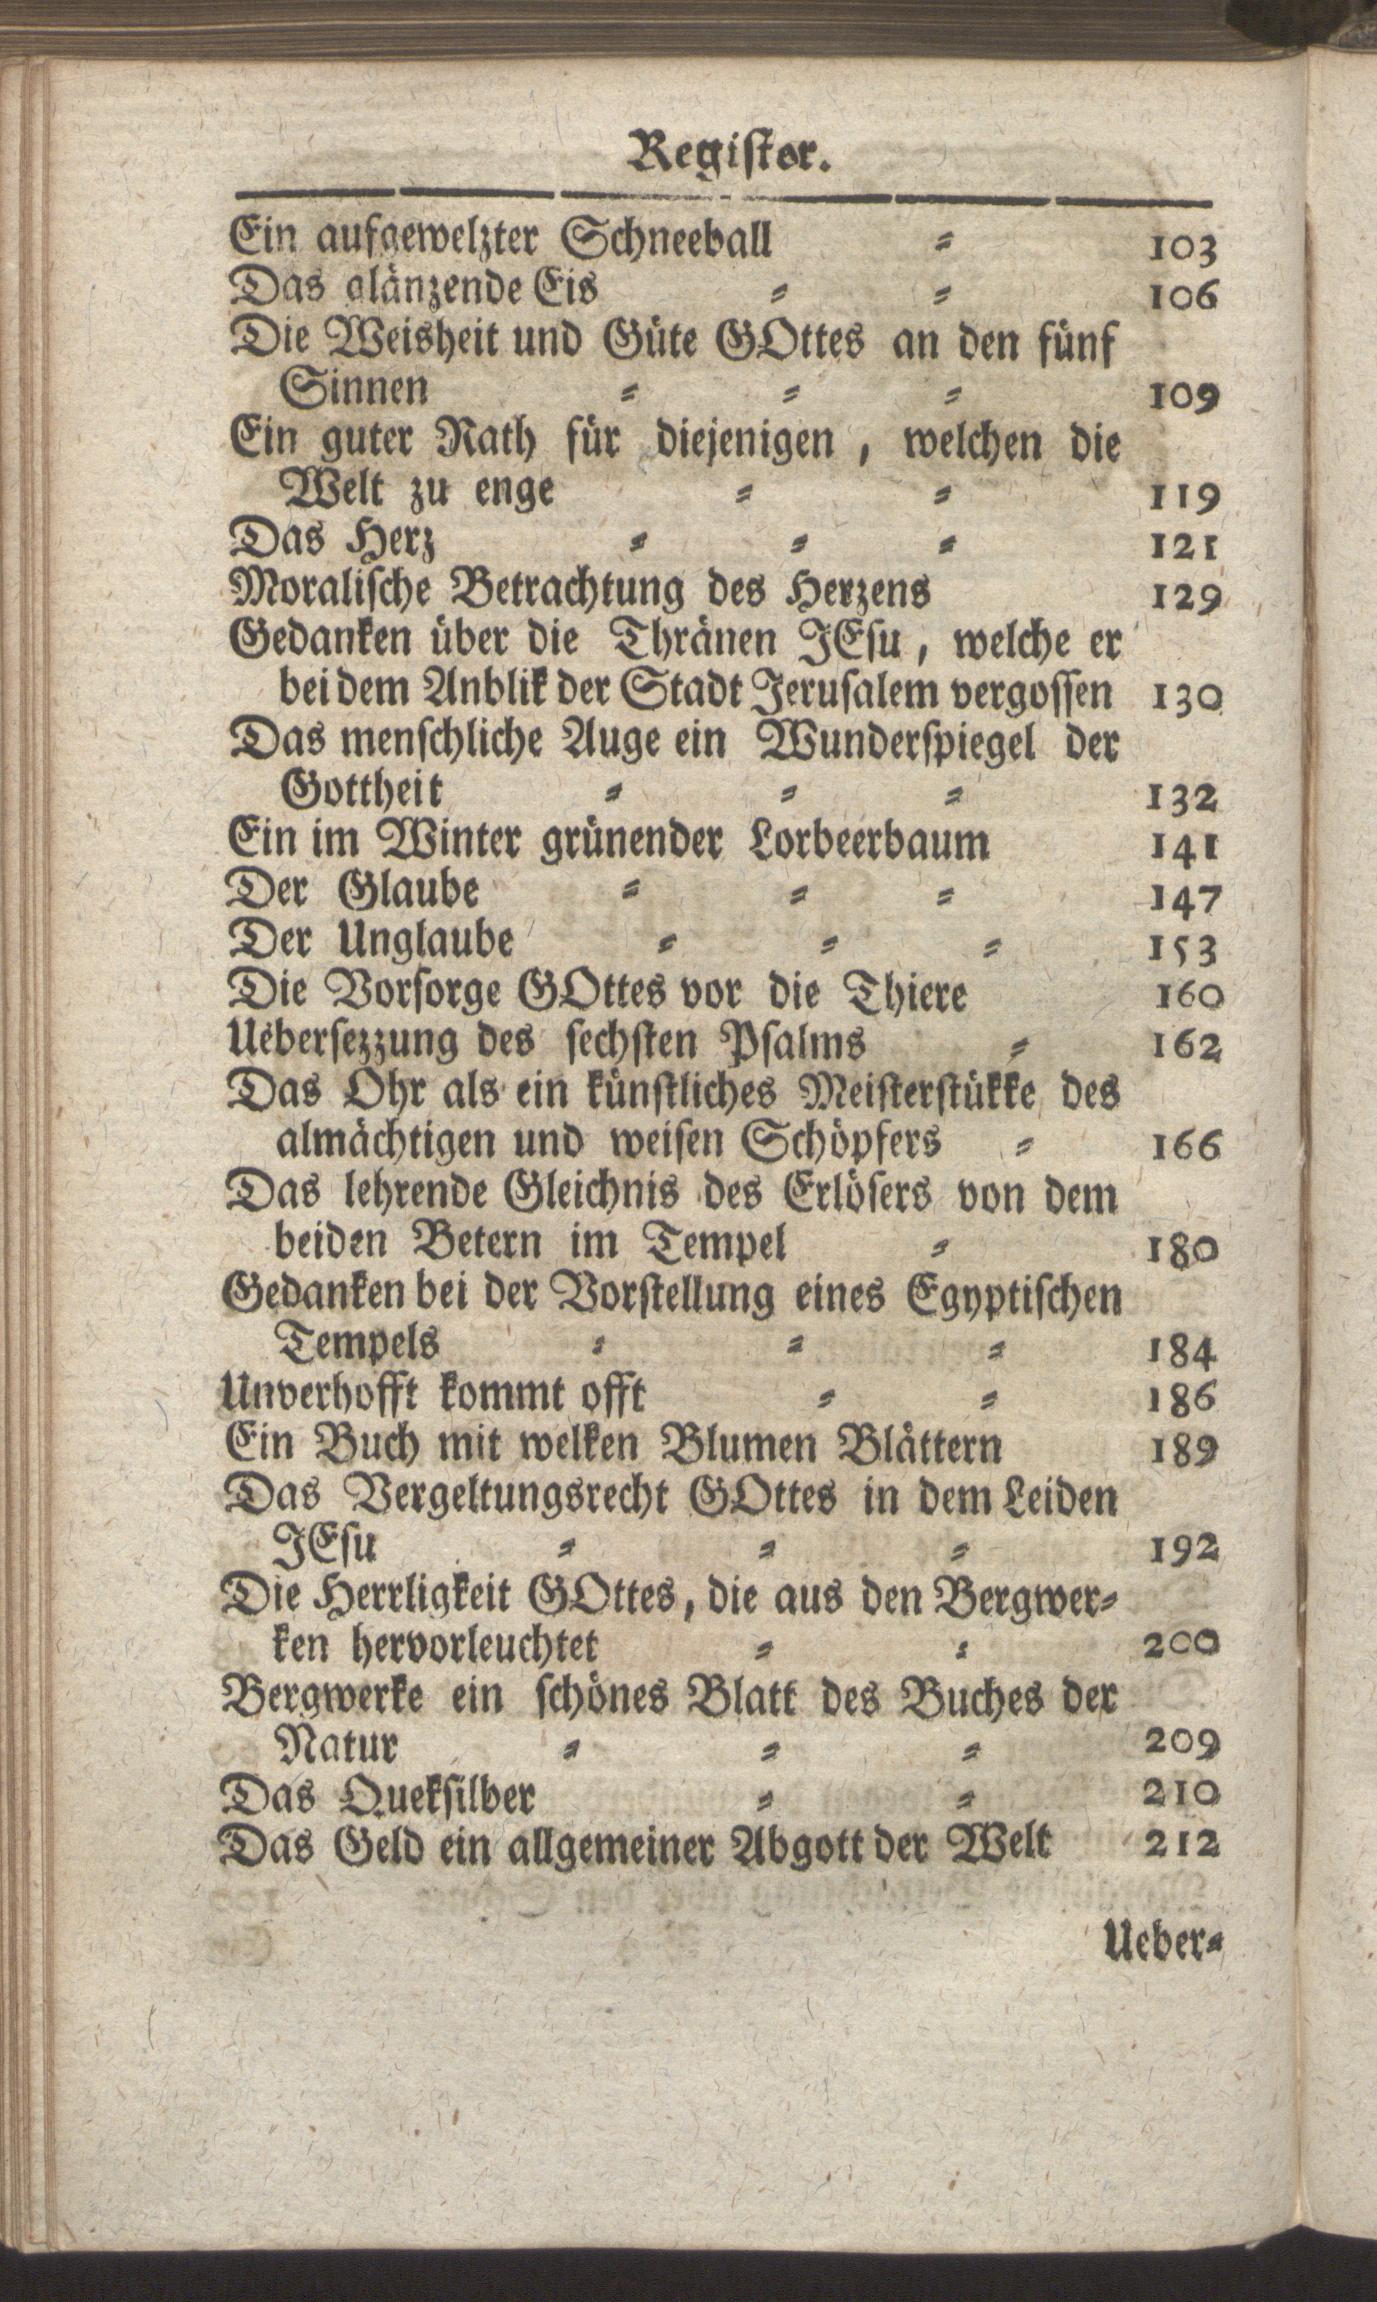 Register.
Ein aufgewelzter Schneeball = 103
Das glänzende Eis = = 106
Die Weisheit und Güte GOttes an den fünf
Sinnen = = = 109
Ein guter Rath für diejenigen, welchen die
Welt zu enge = = 119
Das Herz = = = 121
Moralische Betrachtung des Herzens 129
Gedanken über die Thränen JEsu, welche er
bei dem Anblik der Stadt Jerusalem vergossen 130
Das menschliche Auge ein Wunderspiegel der
Gottheit = = = 132
Ein im Winter grünender Lorbeerbaum 141
Der Glaube = = = 147
Der Unglaube = = = 153
Die Vorsorge GOttes vor die Thiere 160
Uebersezzung des sechsten Psalms = 162
Das Ohr als ein künstliches Meisterstükke des
almächtigen und weisen Schöpfers = 166
Das lehrende Gleichnis des Erlösers von dem
beiden Betern im Tempel = 180
Gedanken bei der Vorstellung eines Egyptischen
Tempels = = = 184
Unverhofft kommt offt = = 186
Ein Buch mit welken Blumen Blättern 189
Das Vergeltungsrecht GOttes in dem Leiden
JEsu = = = 192
Die Herrligkeit GOttes, die aus den Bergwer=
ken hervorleuchtet = = 200
Bergwerke ein schönes Blatt des Buches der
Natur = = = 209
Das Queksilber = = 210
Das Geld ein allgemeiner Abgott der Welt 212
Ueber=